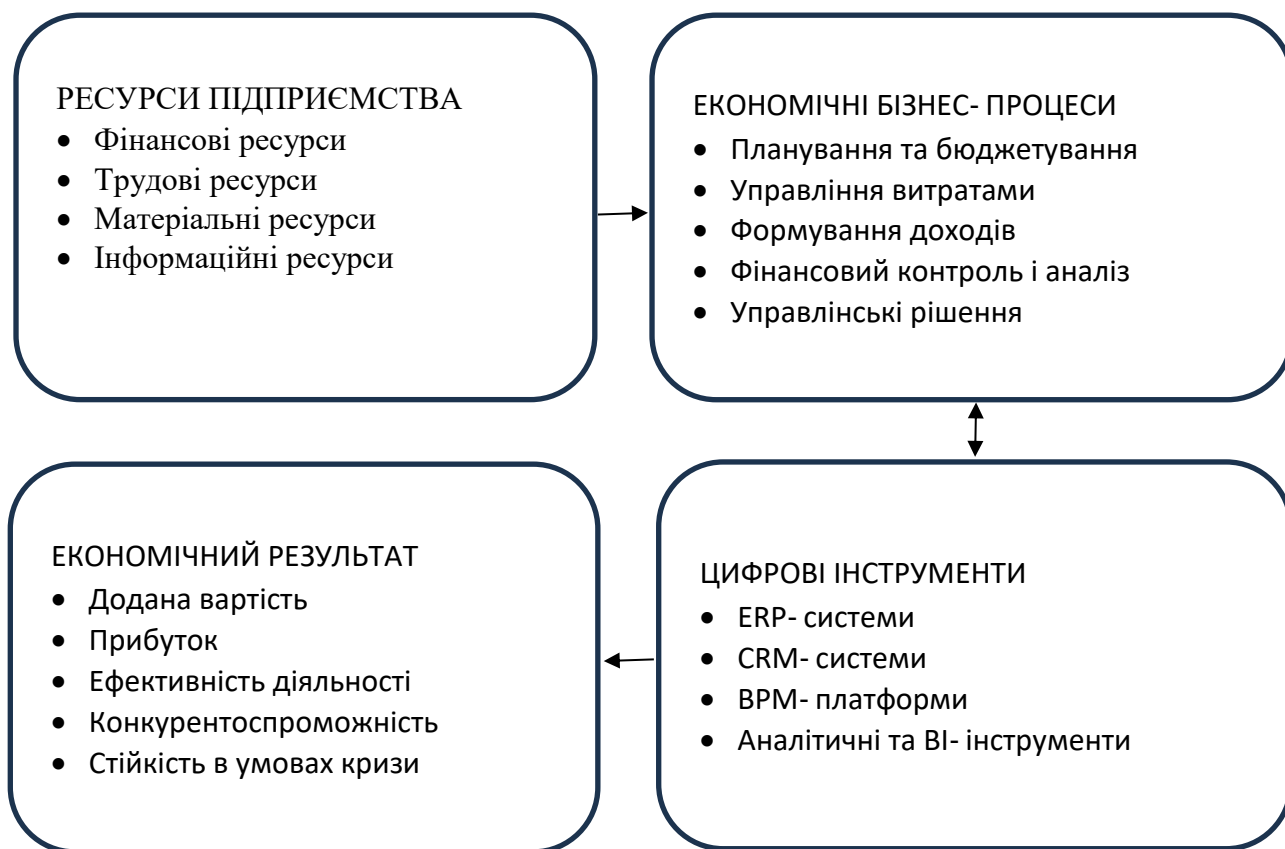 РЕСУРСИ ПІДПРИЄМСТВА
• Фінансові ресурси
• Трудові ресурси
• Матеріальні ресурси
• Інформаційні ресурси
ЕКОНОМІЧНІ БІЗНЕС- ПРОЦЕСИ
• Планування та бюджетування
• Управління витратами
• Формування доходів
• Фінансовий контроль і аналіз
• Управлінські рішення
ЕКОНОМІЧНИЙ РЕЗУЛЬТАТ
• Додана вартість
• Прибуток
• Ефективність діяльності
• Конкурентоспроможність
• Стійкість в умовах кризи
ЦИФРОВІ ІНСТРУМЕНТИ
• ERP- системи
• CRM- системи
• BPM- платформи
• Аналітичні та BI- інструменти